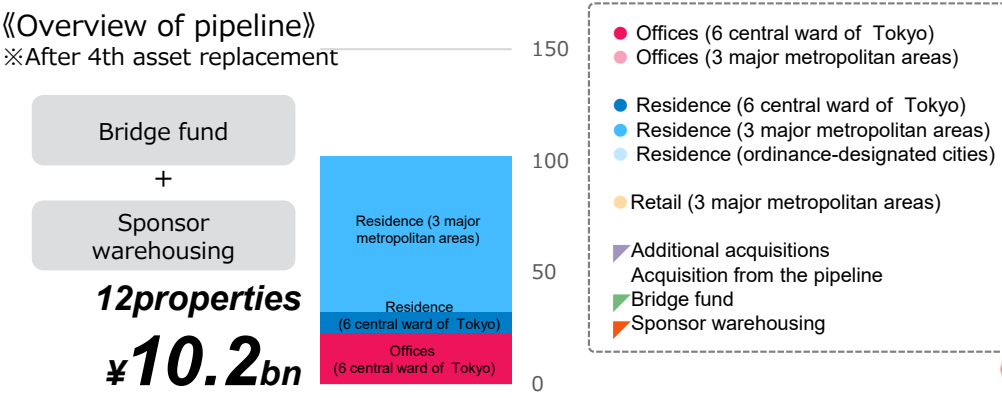 《Overview of pipeline》
※After 4th asset replacement
Bridge fund
+
Sponsor
warehousing
12properties
¥10.2bn
150
100
50
0
Residence (3 major
metropolitan areas)
Residence
(6 central ward of Tokyo)
Offices
(6 central ward of Tokyo)
Offices (6 central ward of Tokyo)
Offices (3 major metropolitan areas)
Residence (6 central ward of Tokyo)
Residence (3 major metropolitan areas)
Residence (ordinance-designated cities)
Retail (3 major metropolitan areas)
Additional acquisitions
Acquisition from the pipeline
Bridge fund
Sponsor warehousing